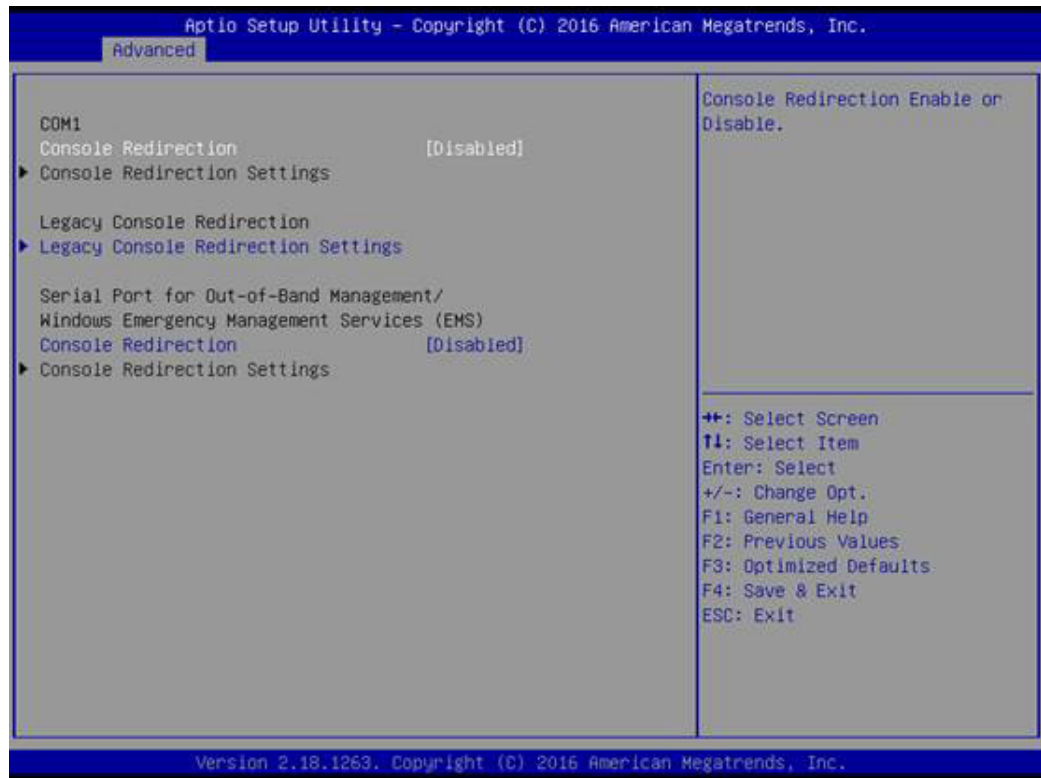 Aptio Setup Utility – Copyright (C) 2016 American Megatrends, Inc.
Advanced
COM1
Console Redirection [Disabled]
Console Redirection Settings
Legacy Console Redirection
Legacy Console Redirection Settings
Serial Port for Out-of-Band Management/
Windows Emergency Management Services (EMS)
Console Redirection [Disabled]
Console Redirection Settings
Console Redirection Enable or
Disable.
→←: Select Screen
↑↓: Select Item
Enter: Select
+/-: Change Opt.
F1: General Help
F2: Previous Values
F3: Optimized Defaults
F4: Save & Exit
ESC: Exit
Version 2.18.1263. Copyright (C) 2016 American Megatrends, Inc.